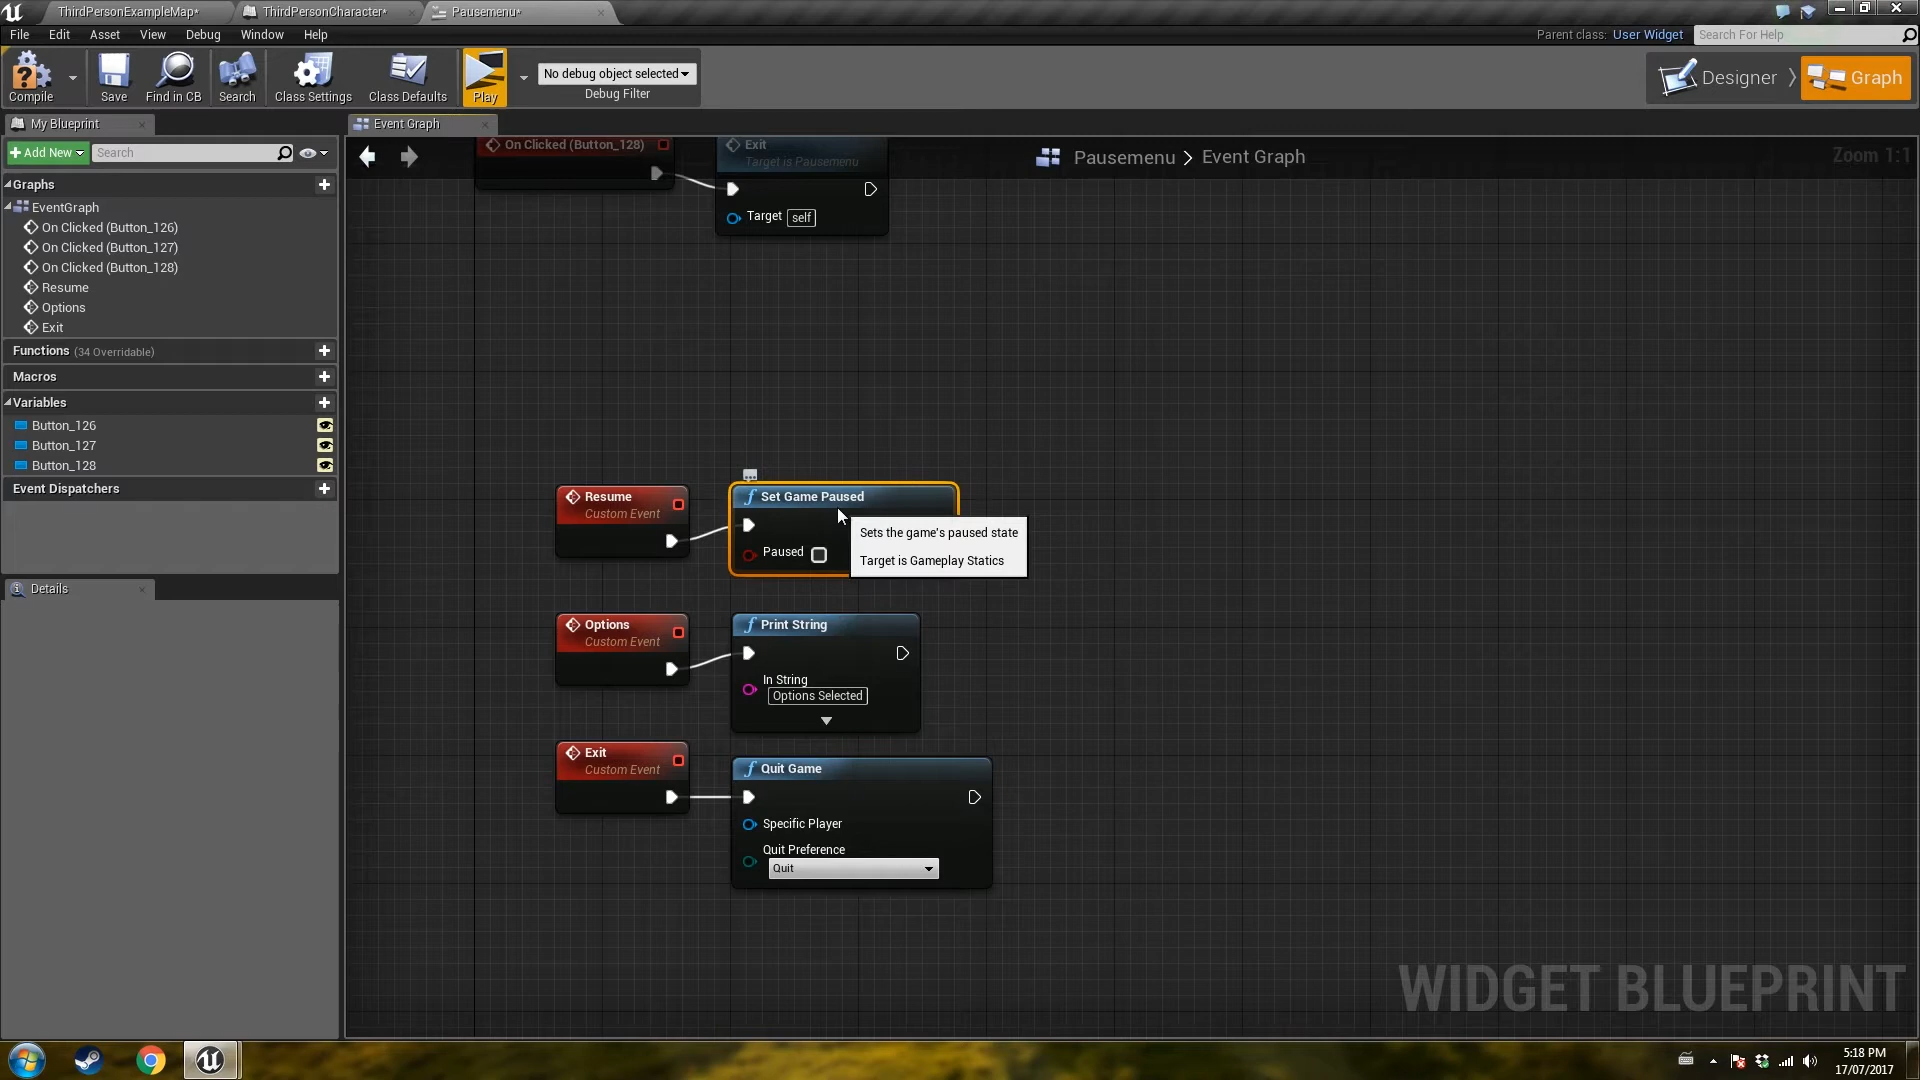 ThirdPersonExampleMap*
ThirdPersonCharacter*
Pausemenu*
File Edit Asset View Debug Window Help
Parent class: User Widget
Search For Help
Compile
Save
Find in CB
Search
Class Settings
Class Defaults
Play
No debug object selected
Debug Filter
Designer
Graph
My Blueprint
Event Graph
Add New
Search
Pausemenu > Event Graph
Zoom 1:1
Graphs
EventGraph
On Clicked (Button_126)
On Clicked (Button_127)
On Clicked (Button_128)
Resume
Options
Exit
Functions (34 Overridable)
Macros
Variables
Button_126
Button_127
Button_128
Event Dispatchers
Details
On Clicked (Button_128)
Exit
Target is Pausemenu
Target self
Resume
Custom Event
Set Game Paused
Paused
Sets the game's paused state
Target is Gameplay Statics
Options
Custom Event
Print String
In String
Options Selected
Exit
Custom Event
Quit Game
Specific Player
Quit Preference
Quit
WIDGET BLUEPRINT
5:18 PM
17/07/2017